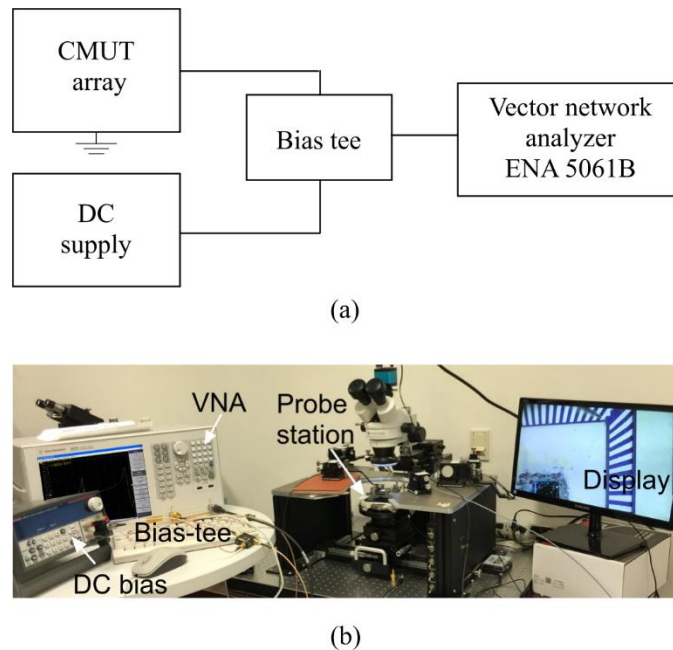 CMUT
array
Bias tee
Vector network
analyzer
ENA 5061B
DC
supply
(a)
VNA
Probe
station
Display
Bias-tee
DC bias
(b)